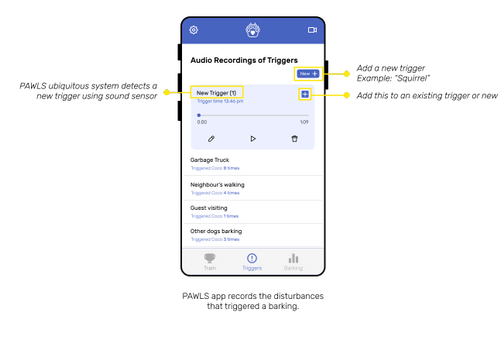 Audio Recordings of Triggers
New +
Add a new trigger
Example: "Squirrel"
PAWLS ubiquitous system detects a
new trigger using sound sensor
New Trigger (1)
Trigger time 13:46 pm
Add this to an existing trigger or new
0:00
1:09
Garbage Truck
Triggered Coco 8 times
Neighbour's walking
Triggered Coco 4 times
Guest visiting
Triggered Coco 1 times
Other dogs barking
Triggered Coco 3 times
Train
Triggers
Ranking
PAWLS app records the disturbances
that triggered a barking.